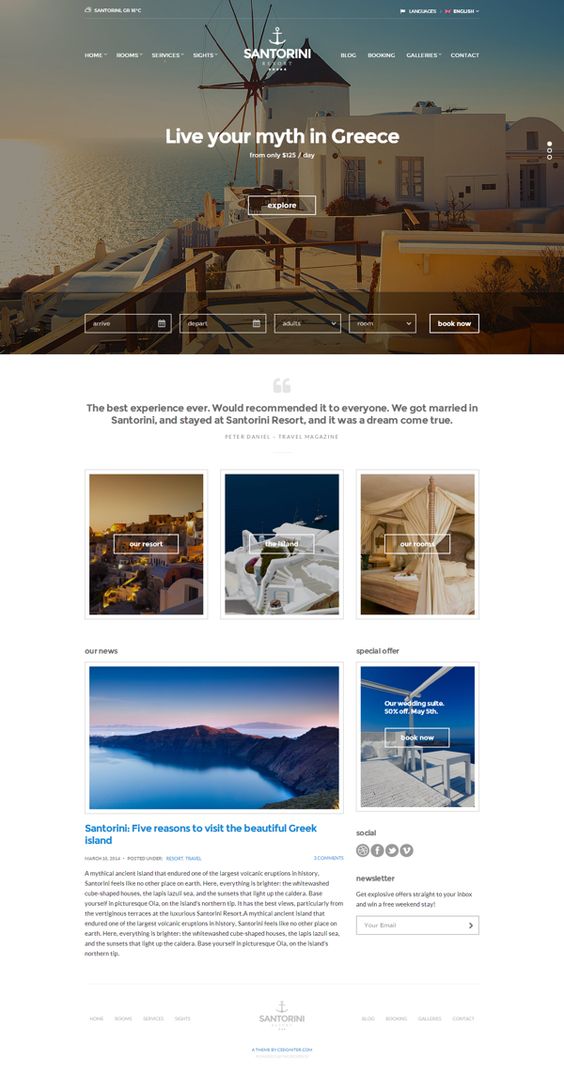 SANTORINI, GR 16°C
LANGUAGES
ENGLISH
HOME ROOMS SERVICES SIGHTS
SANTORINI
RESORT
BLOG BOOKING GALLERIES CONTACT
Live your myth in Greece
from only $125 / day
explore
arrive
depart
adults
room
book now
The best experience ever. Would recommended it to everyone. We got married in
Santorini, and stayed at Santorini Resort, and it was a dream come true.
PETER DANIEL - TRAVEL MAGAZINE
our resort
the island
our rooms
our news
Santorini: Five reasons to visit the beautiful Greek
island
MARCH 10, 2014 • POSTED UNDER: RESORT, TRAVEL
3 COMMENTS
A mythical ancient island that endured one of the largest volcanic eruptions in history,
Santorini feels like no other place on earth. Here, everything is brighter: the whitewashed
cube-shaped houses, the lapis lazuli sea, and the sunsets that light up the caldera. Base
yourself in picturesque Oia, on the island's northern tip. It has the best views, particularly from
the vertiginous terraces at the luxurious Santorini Resort.A mythical ancient island that
endured one of the largest volcanic eruptions in history, Santorini feels like no other place on
earth. Here, everything is brighter: the whitewashed cube-shaped houses, the lapis lazuli sea,
and the sunsets that light up the caldera. Base yourself in picturesque Oia, on the island's
northern tip.
special offer
Our wedding suite.
50% off. May 5th.
book now
social
newsletter
Get explosive offers straight to your inbox
and win a free weekend stay!
Your Email
HOME ROOMS SERVICES SIGHTS
SANTORINI
BLOG BOOKING GALLERIES CONTACT
A THEME BY CSSIGNITER.COM